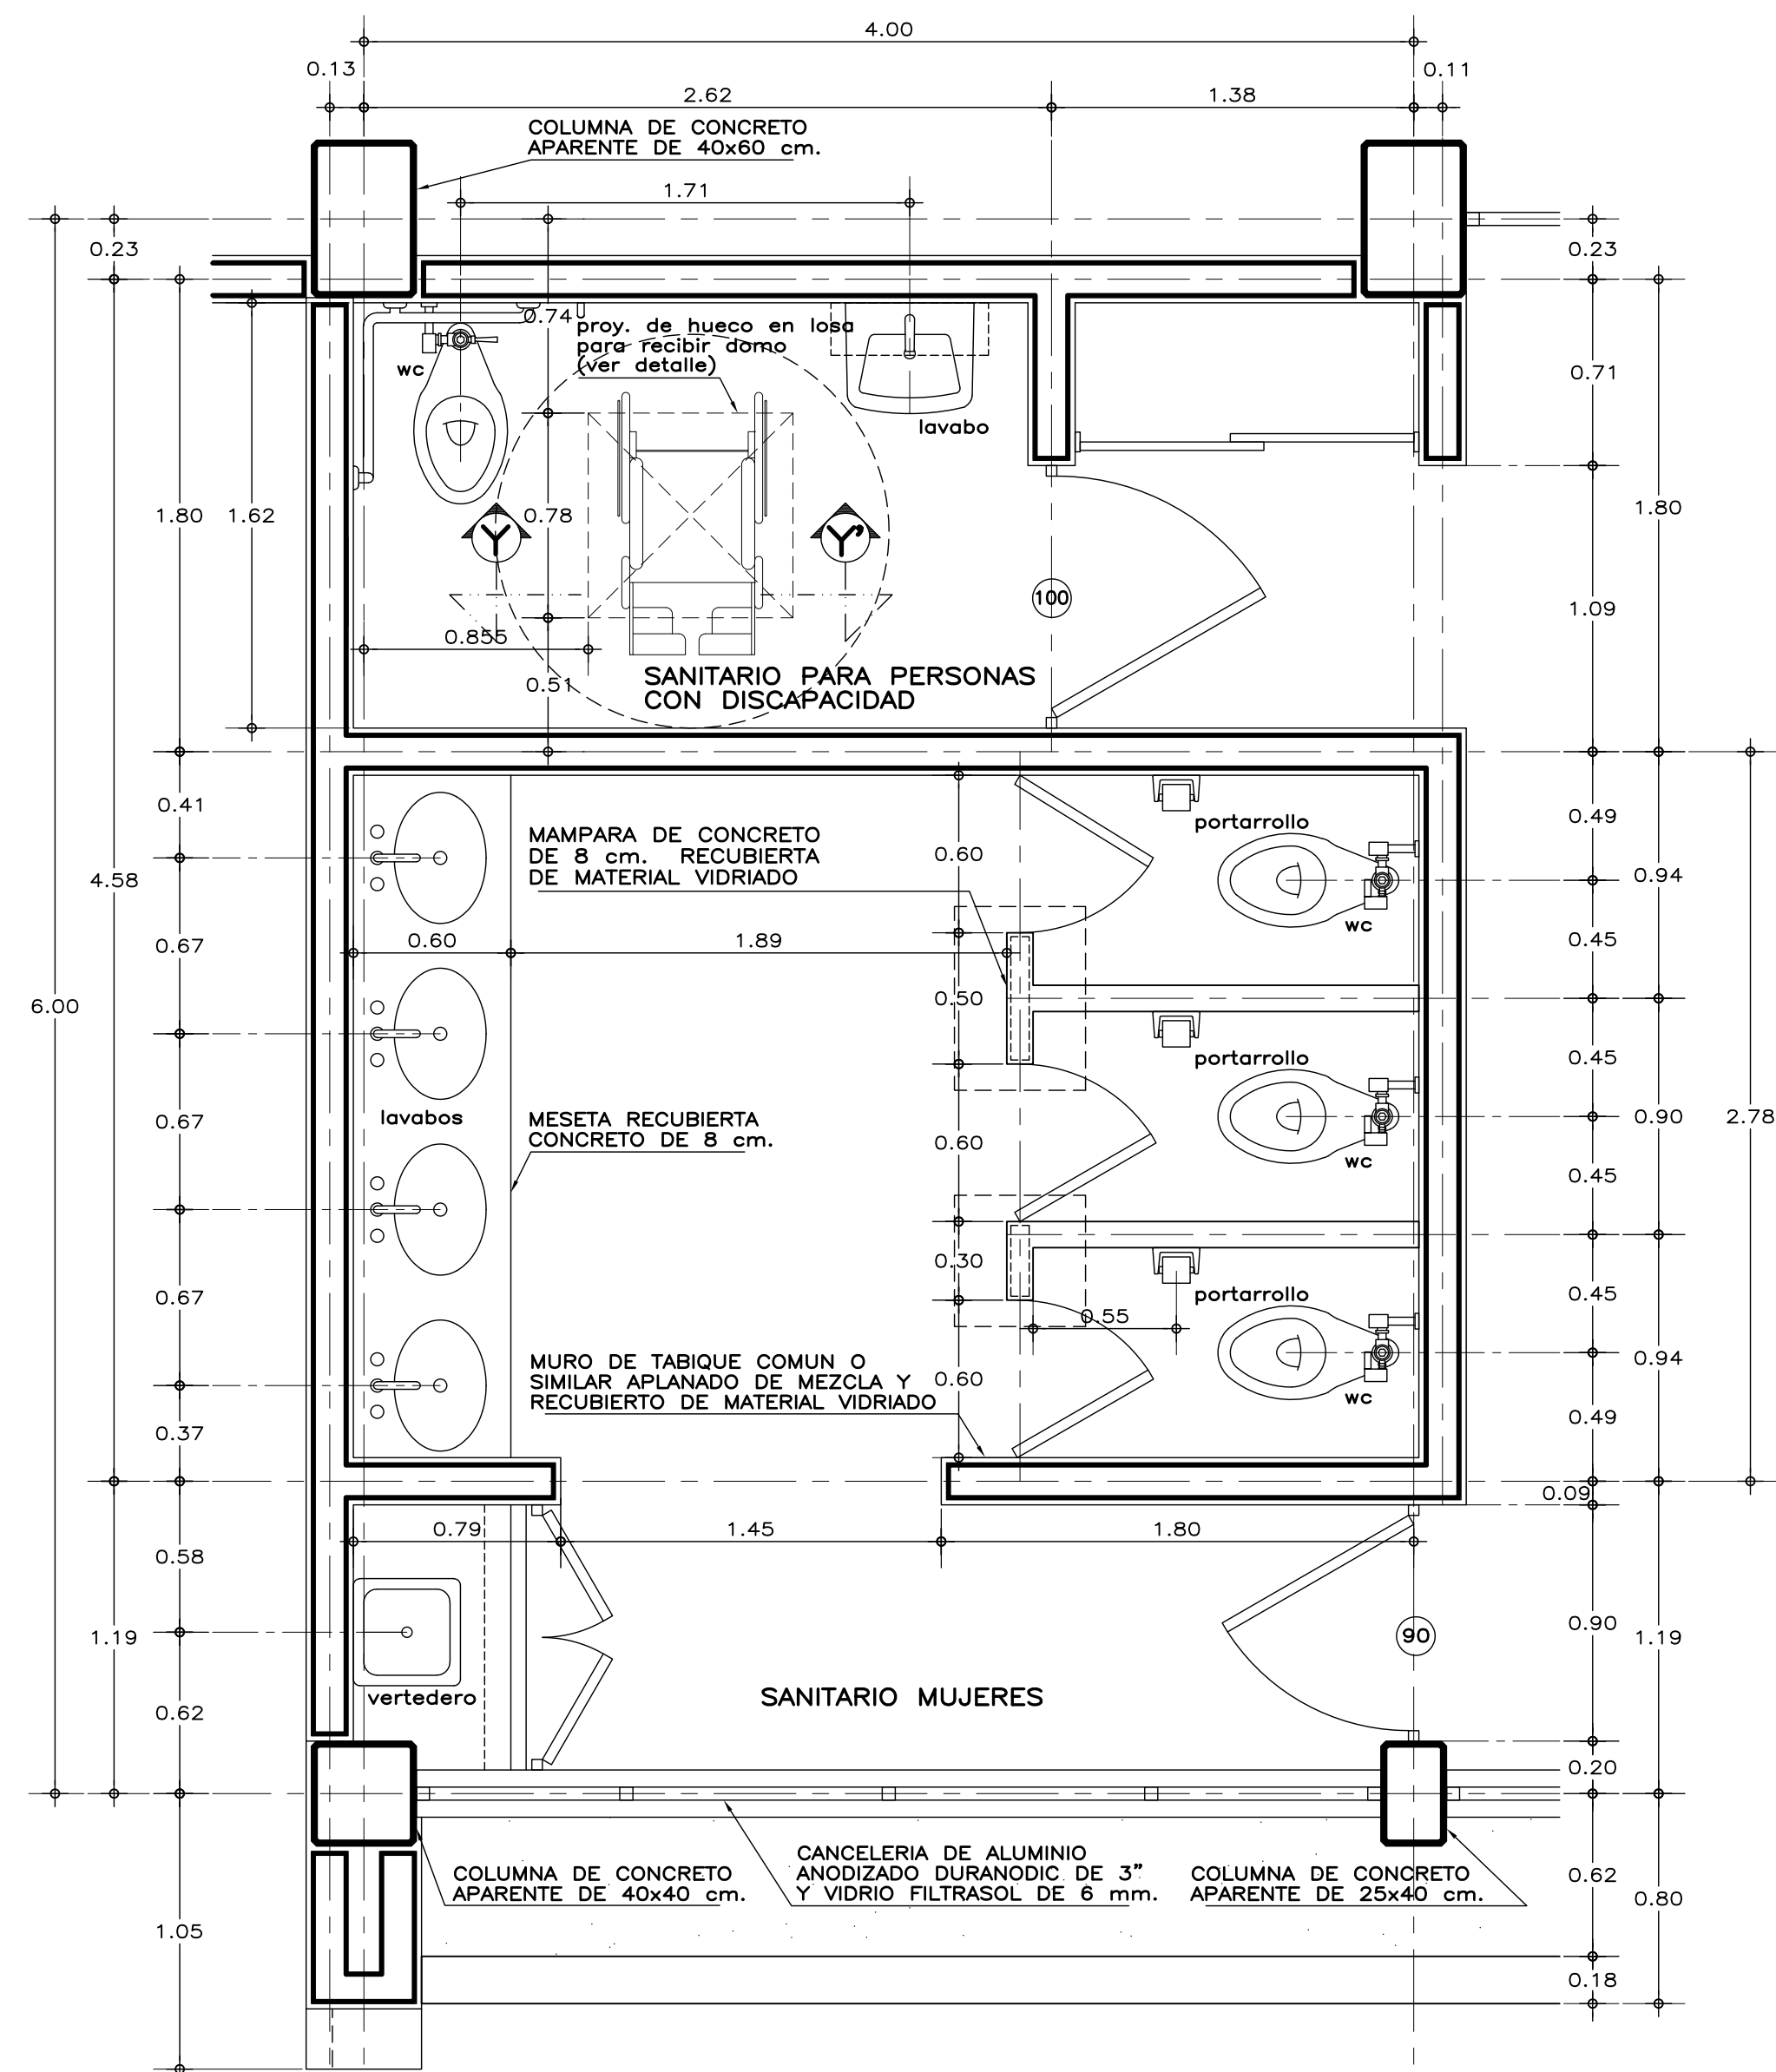 4.00
0.13
0.11
2.62
1.38
COLUMNA DE CONCRETO
APARENTE DE 40x60 cm.
1.71
0.23
0.23
0.74
proy. de hueco en losa
para recibir domo
(ver detalle)
wc
lavabo
0.71
1.80
1.62
0.78
Y
Y'
1.80
100
1.09
0.855
0.51
SANITARIO PARA PERSONAS
CON DISCAPACIDAD
0.41
0.49
portarrollo
MAMPARA DE CONCRETO
DE 8 cm. RECUBIERTA
DE MATERIAL VIDRIADO
0.60
4.58
0.94
wc
0.67
0.60
1.89
0.45
6.00
0.50
0.45
portarrollo
lavabos
0.67
MESETA RECUBIERTA
CONCRETO DE 8 cm.
0.60
0.90
2.78
wc
0.45
0.30
0.67
0.45
portarrollo
0.55
MURO DE TABIQUE COMUN O
SIMILAR APLANADO DE MEZCLA Y
RECUBIERTO DE MATERIAL VIDRIADO
0.60
0.94
wc
0.37
0.49
0.09
0.79
1.45
1.80
0.58
1.19
90
0.90
1.19
vertedero
SANITARIO MUJERES
0.62
0.20
COLUMNA DE CONCRETO
APARENTE DE 40x40 cm.
CANCELERIA DE ALUMINIO
ANODIZADO DURANODIC DE 3"
Y VIDRIO FILTRASOL DE 6 mm.
COLUMNA DE CONCRETO
APARENTE DE 25x40 cm.
0.62
0.80
1.05
0.18